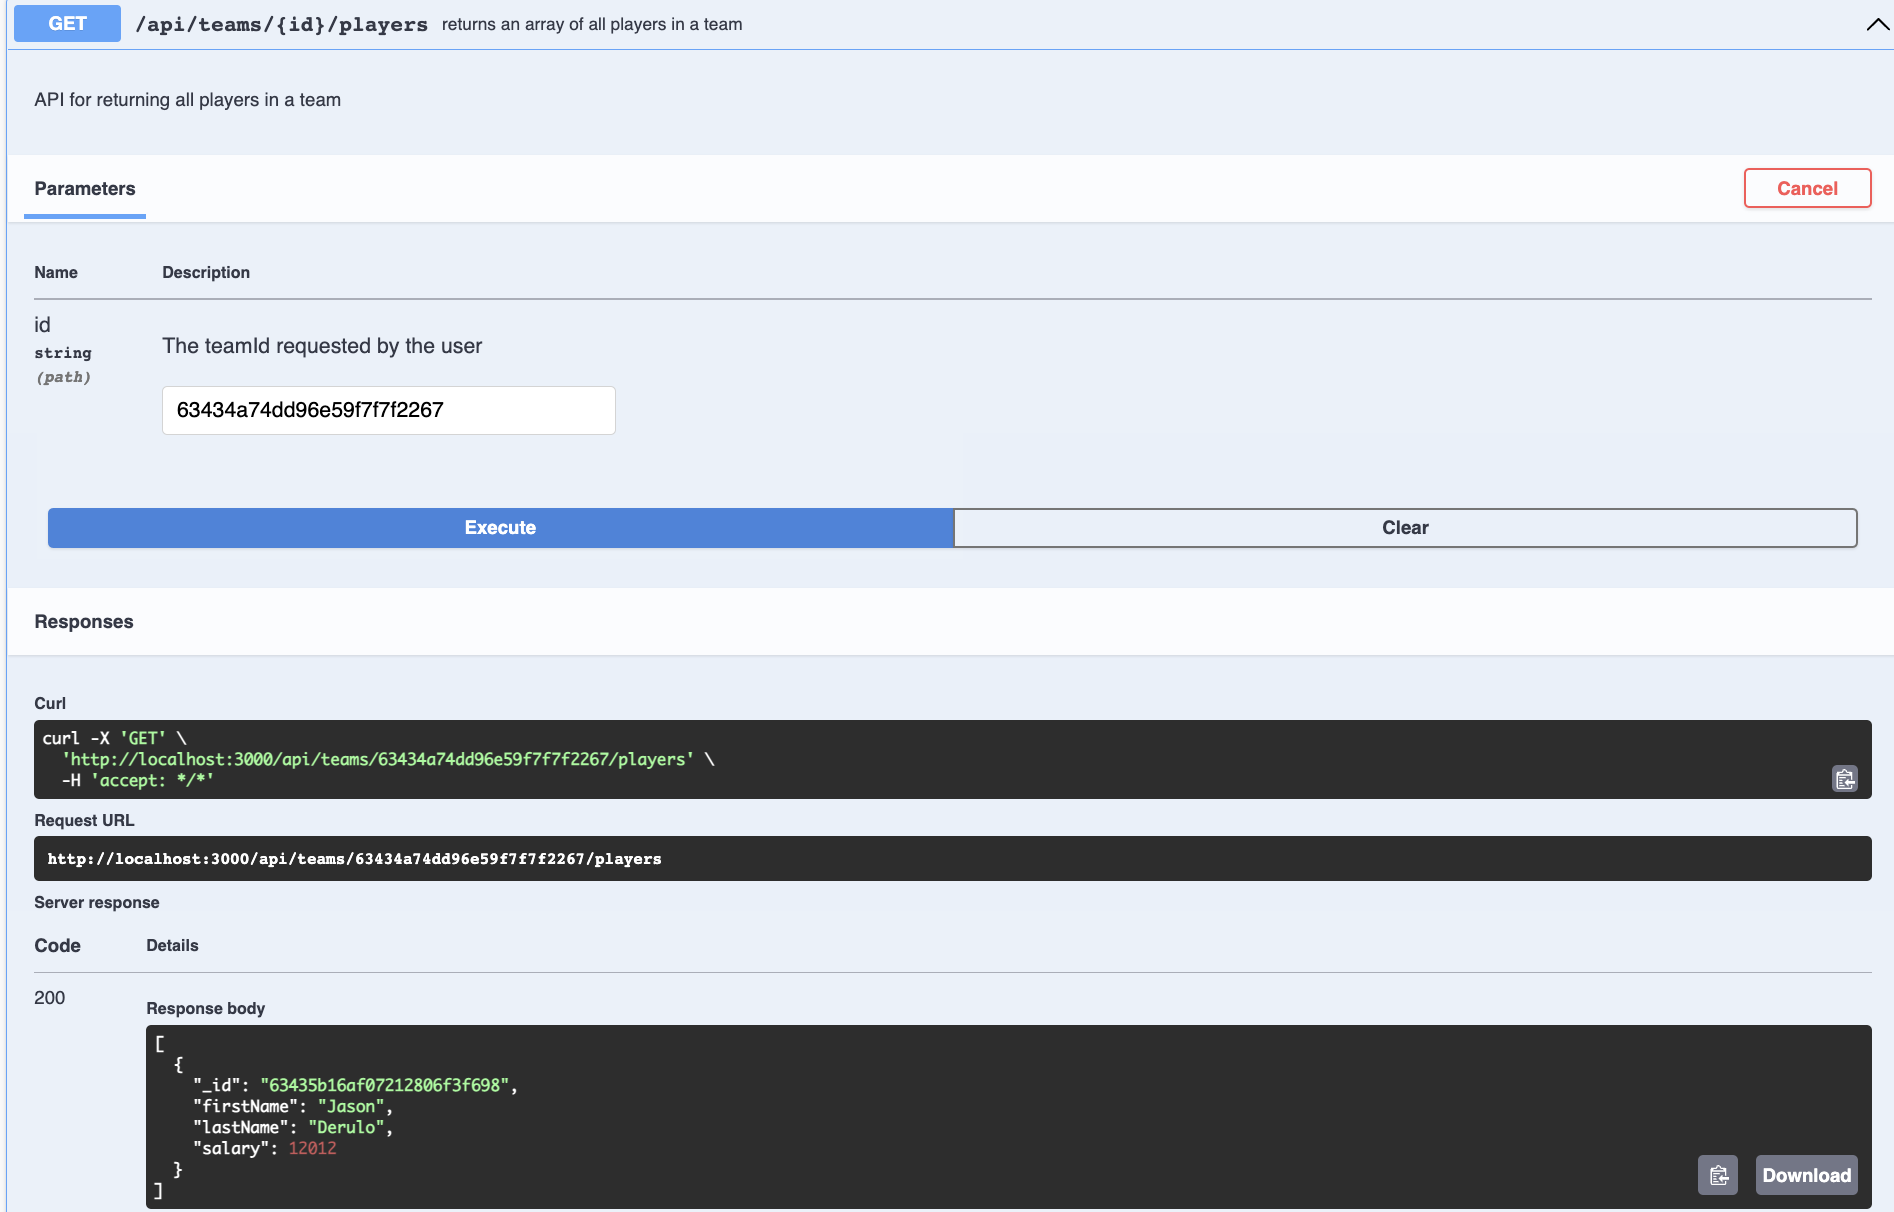 GET /api/teams/{id}/players returns an array of all players in a team
API for returning all players in a team
Parameters
Cancel
Name Description
id
string
(path)
The teamId requested by the user
63434a74dd96e59f7f7f2267
Execute
Clear
Responses
Curl
curl -X 'GET' \
  'http://localhost:3000/api/teams/63434a74dd96e59f7f7f2267/players' \
  -H 'accept: */*'
Request URL
http://localhost:3000/api/teams/63434a74dd96e59f7f7f2267/players
Server response
Code Details
200
Response body
[
  {
    "_id": "63435b16af07212806f3f698",
    "firstName": "Jason",
    "lastName": "Derulo",
    "salary": 12012
  }
]
Download